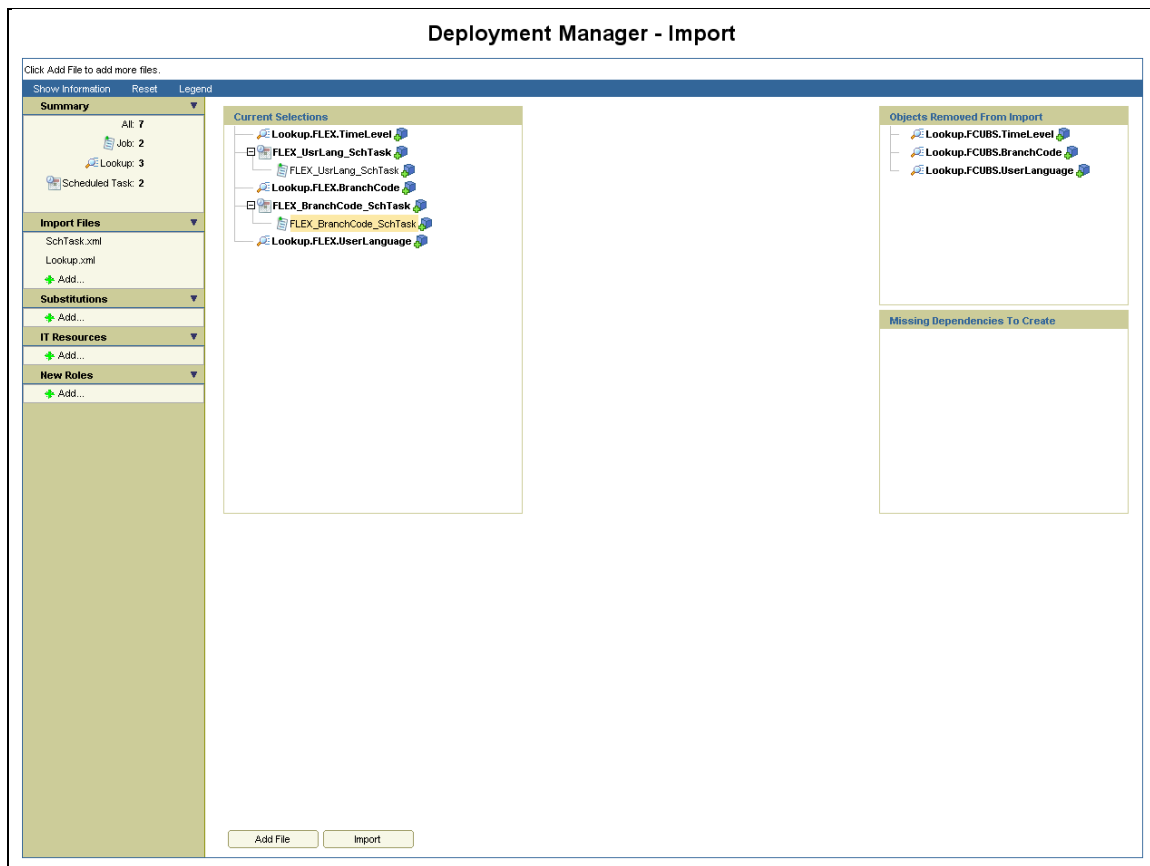 Deployment Manager - Import
Click Add File to add more files.
Show Information Reset Legend
Summary
All: 7
Job: 2
Lookup: 3
Scheduled Task: 2
Import Files
SchTask.xml
Lookup.xml
Add...
Substitutions
Add...
IT Resources
Add...
New Roles
Add...
Current Selections
Lookup.FLEX.TimeLevel
FLEX_UsrLang_SchTask
FLEX_UsrLang_SchTask
Lookup.FLEX.BranchCode
FLEX_BranchCode_SchTask
FLEX_BranchCode_SchTask
Lookup.FLEX.UserLanguage
Objects Removed From Import
Lookup.FCUBS.TimeLevel
Lookup.FCUBS.BranchCode
Lookup.FCUBS.UserLanguage
Missing Dependencies To Create
Add File Import